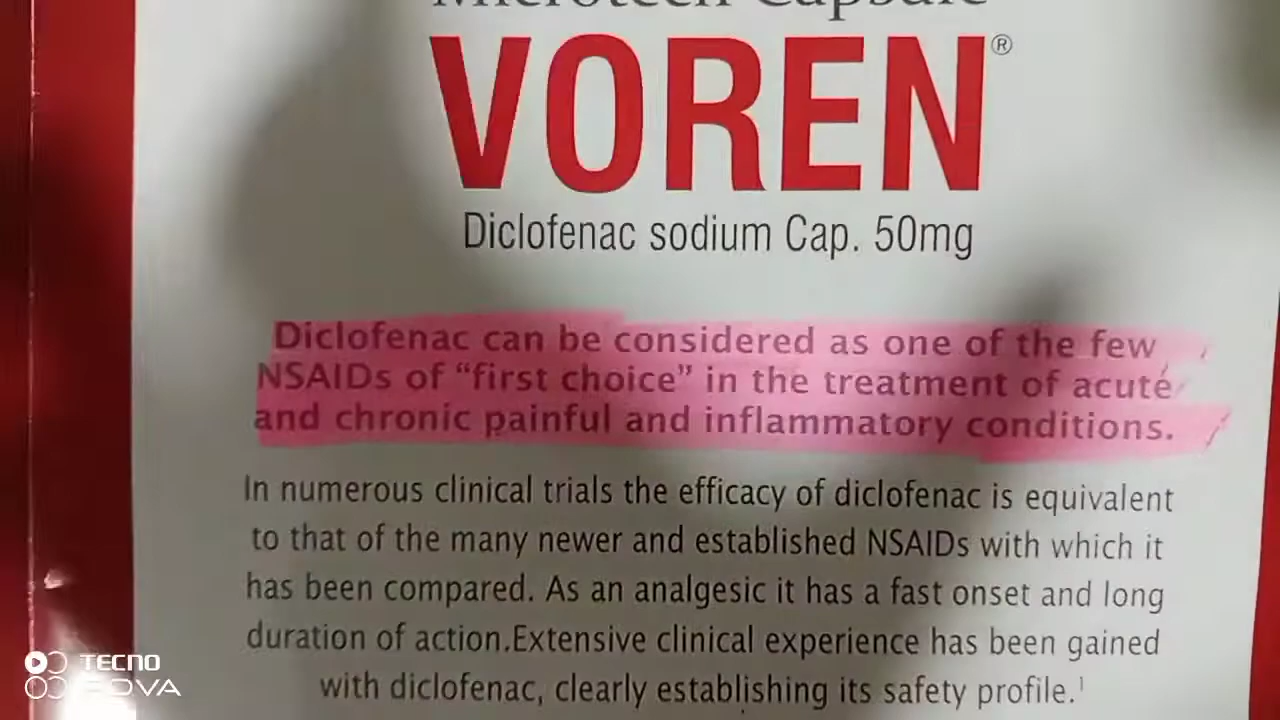 Microtech Capsule
VOREN®
Diclofenac sodium Cap. 50mg
Diclofenac can be considered as one of the few
NSAIDs of “first choice” in the treatment of acute
and chronic painful and inflammatory conditions.
In numerous clinical trials the efficacy of diclofenac is equivalent
to that of the many newer and established NSAIDs with which it
has been compared. As an analgesic it has a fast onset and long
duration of action.Extensive clinical experience has been gained
with diclofenac, clearly establishing its safety profile.¹
TECNO
POVA